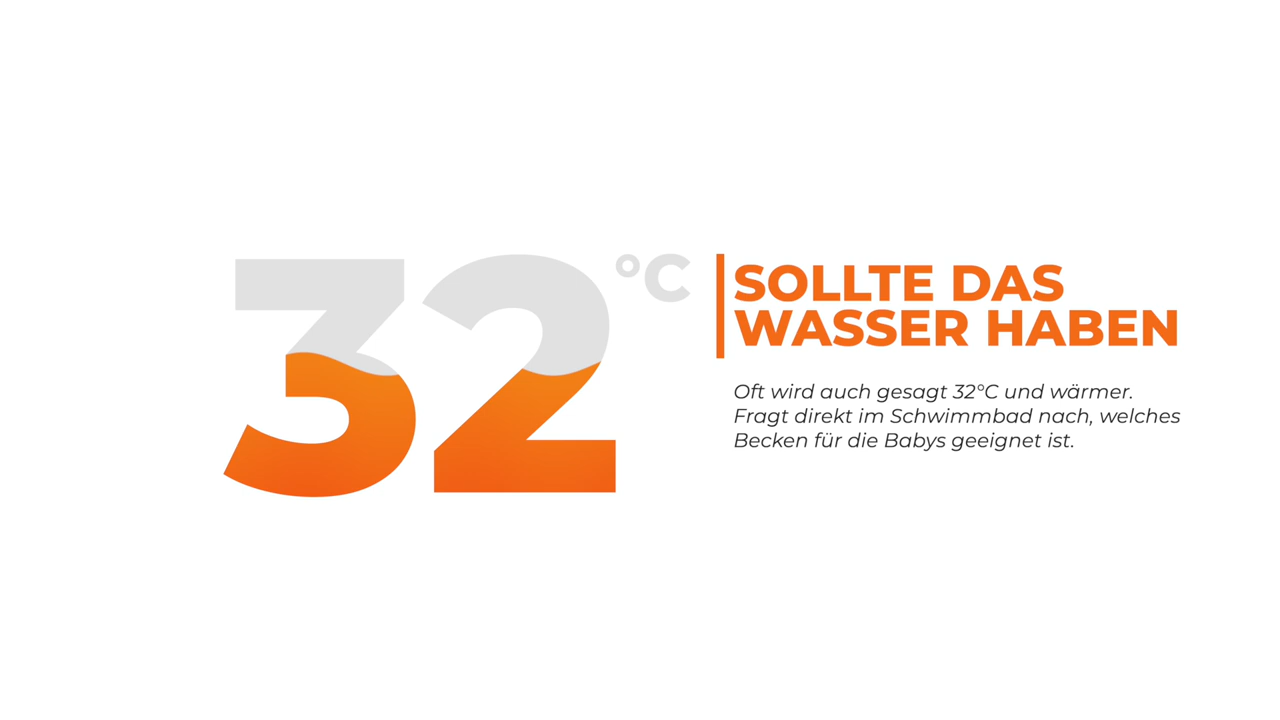 32°C
SOLLTE DAS
WASSER HABEN
Oft wird auch gesagt 32°C und wärmer.
Fragt direkt im Schwimmbad nach, welches
Becken für die Babys geeignet ist.